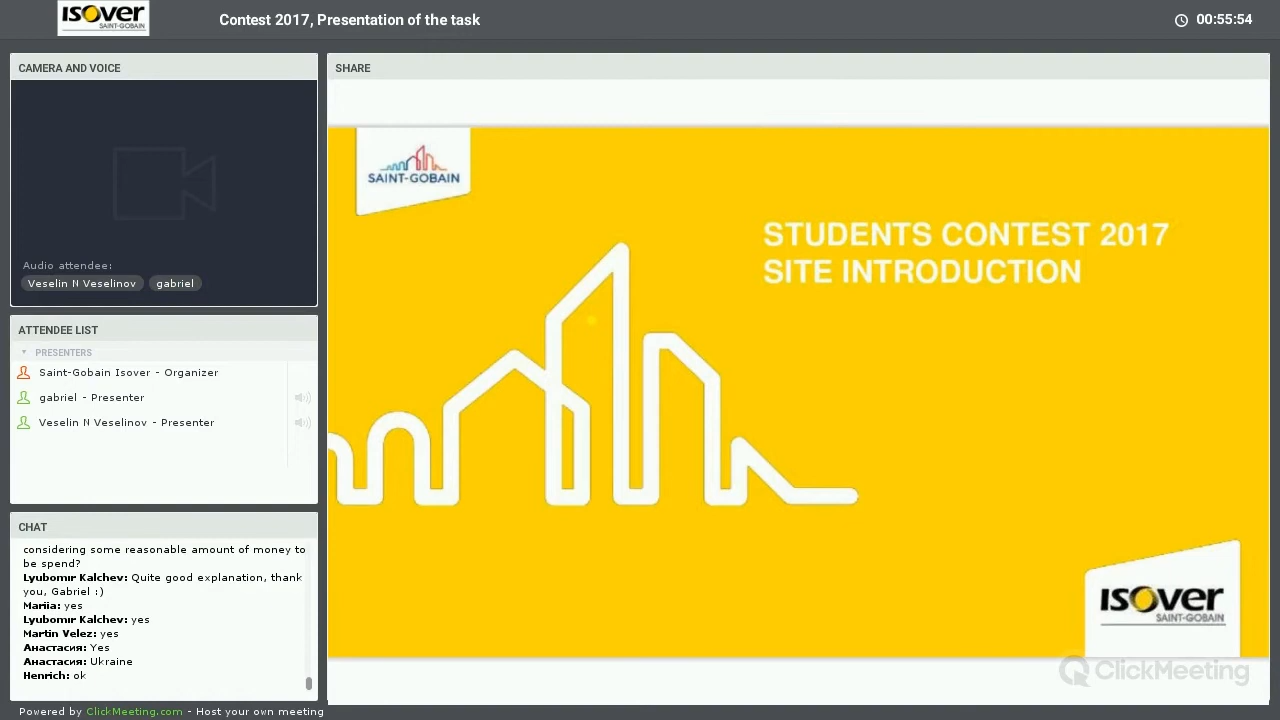 ISOVER
SAINT-GOBAIN
Contest 2017, Presentation of the task
00:55:54
CAMERA AND VOICE
Audio attendee:
Veselin N Veselinov gabriel
ATTENDEE LIST
PRESENTERS
Saint-Gobain Isover - Organizer
gabriel - Presenter
Veselin N Veselinov - Presenter
CHAT
considering some reasonable amount of money to
be spend?
Lyubomir Kalchev: Quite good explanation, thank
you, Gabriel :)
Mariia: yes
Lyubomir Kalchev: yes
Martin Velez: yes
Анастасия: Yes
Анастасия: Ukraine
Henrich: ok
Powered by ClickMeeting.com - Host your own meeting
SHARE
SAINT-GOBAIN
STUDENTS CONTEST 2017
SITE INTRODUCTION
ISOVER
SAINT-GOBAIN
ClickMeeting